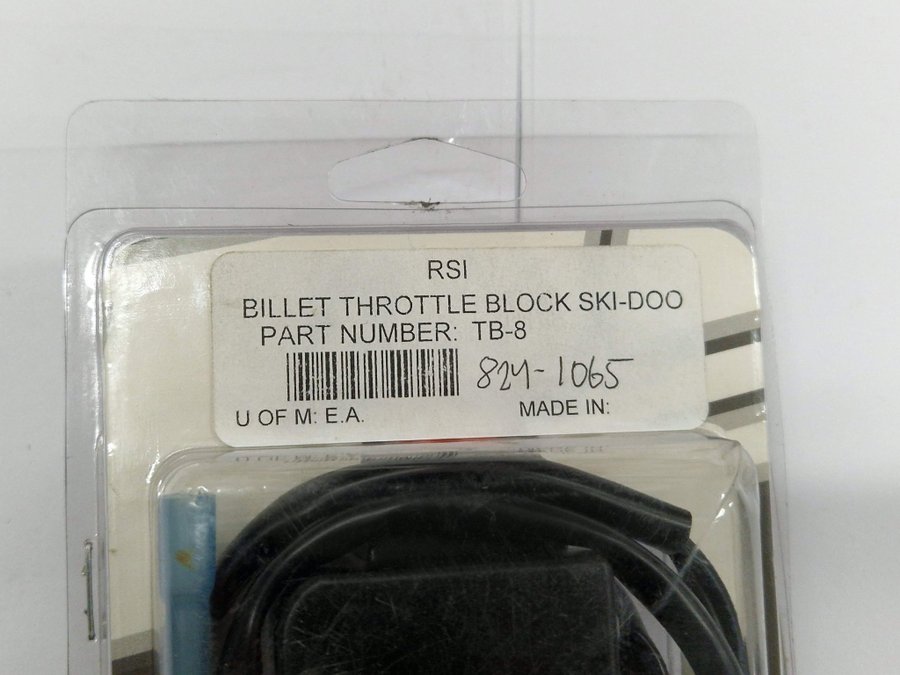 RSI
BILLET THROTTLE BLOCK SKI-DOO
PART NUMBER: TB-8
824-1065
U OF M: E.A. MADE IN: